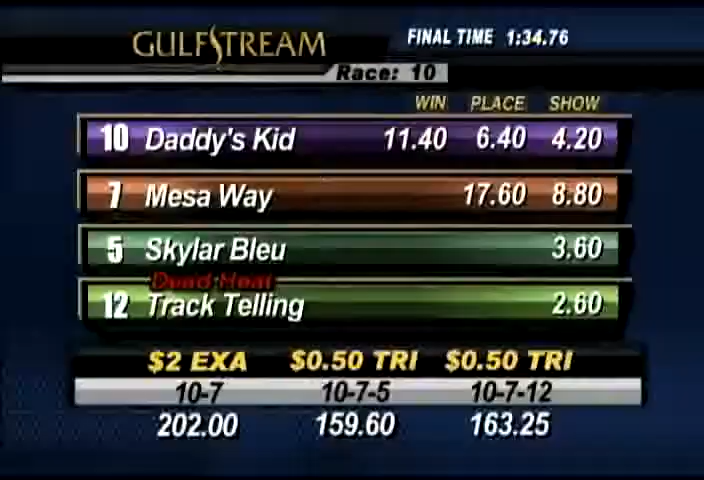 GULFSTREAM
FINAL TIME 1:34.76
Race: 10
WIN PLACE SHOW
10 Daddy's Kid 11.40 6.40 4.20
7 Mesa Way 17.60 8.80
5 Skylar Bleu 3.60
Dead Heat
12 Track Telling 2.60
$2 EXA $0.50 TRI $0.50 TRI
10-7 10-7-5 10-7-12
202.00 159.60 163.25